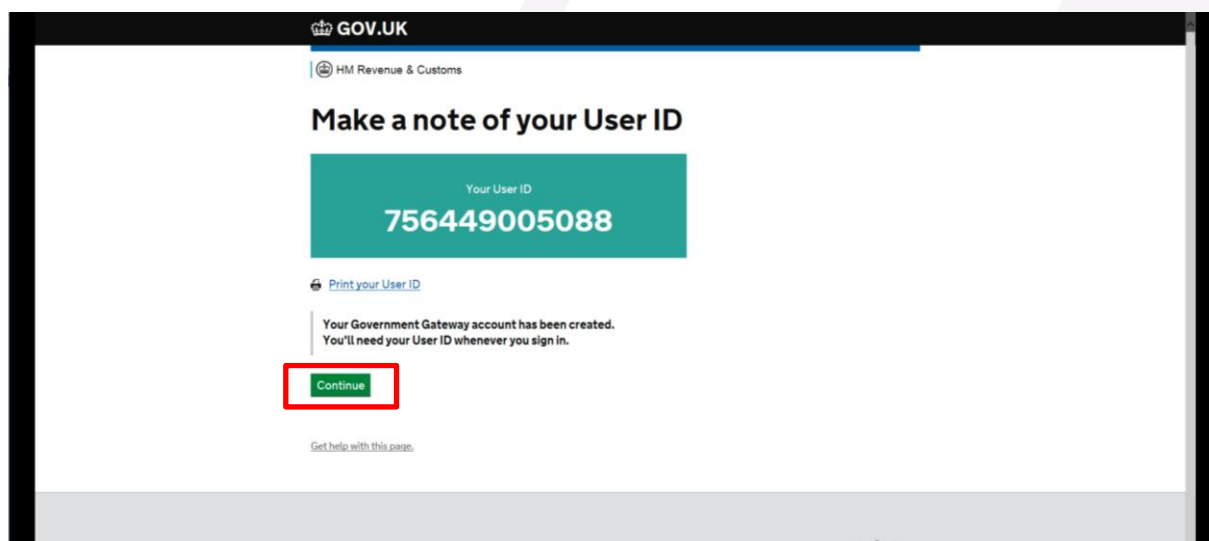 GOV.UK
HM Revenue & Customs
Make a note of your User ID
Your User ID
756449005088
Print your User ID
Your Government Gateway account has been created.
You'll need your User ID whenever you sign in.
Continue
Get help with this page.